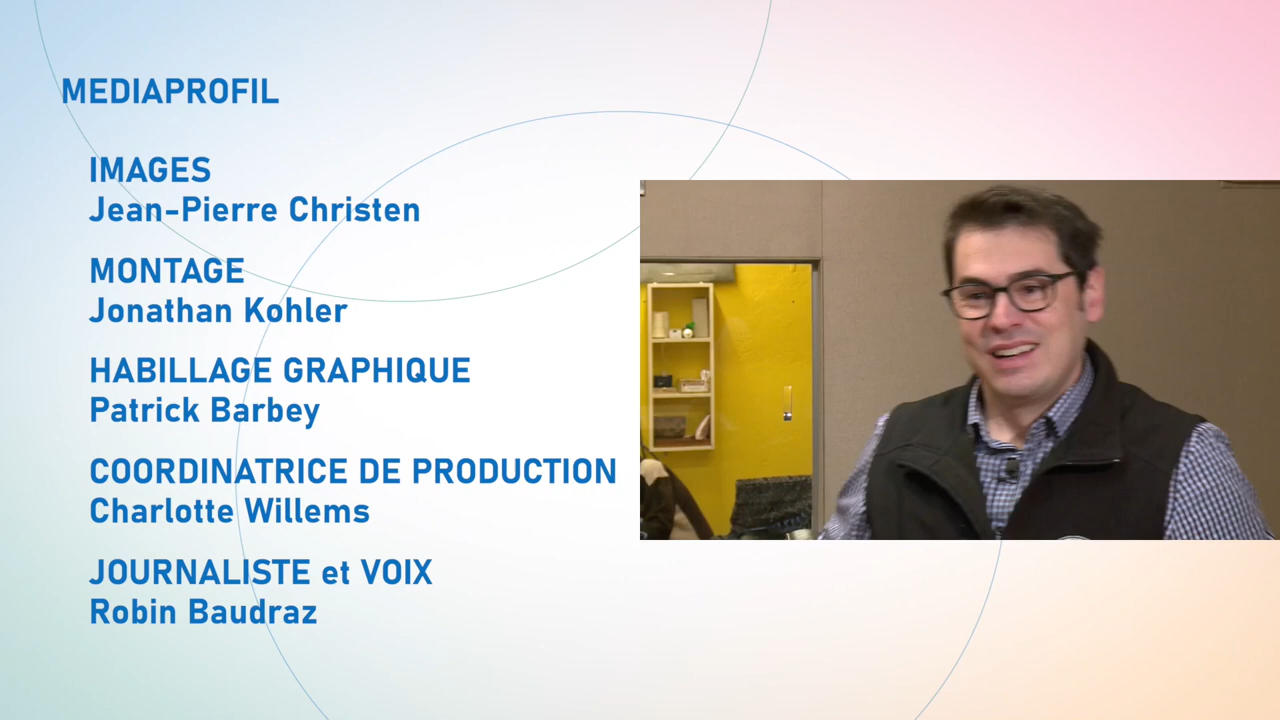 MEDIAPROFIL
IMAGES
Jean-Pierre Christen
MONTAGE
Jonathan Kohler
HABILLAGE GRAPHIQUE
Patrick Barbey
COORDINATRICE DE PRODUCTION
Charlotte Willems
JOURNALISTE et VOIX
Robin Baudraz